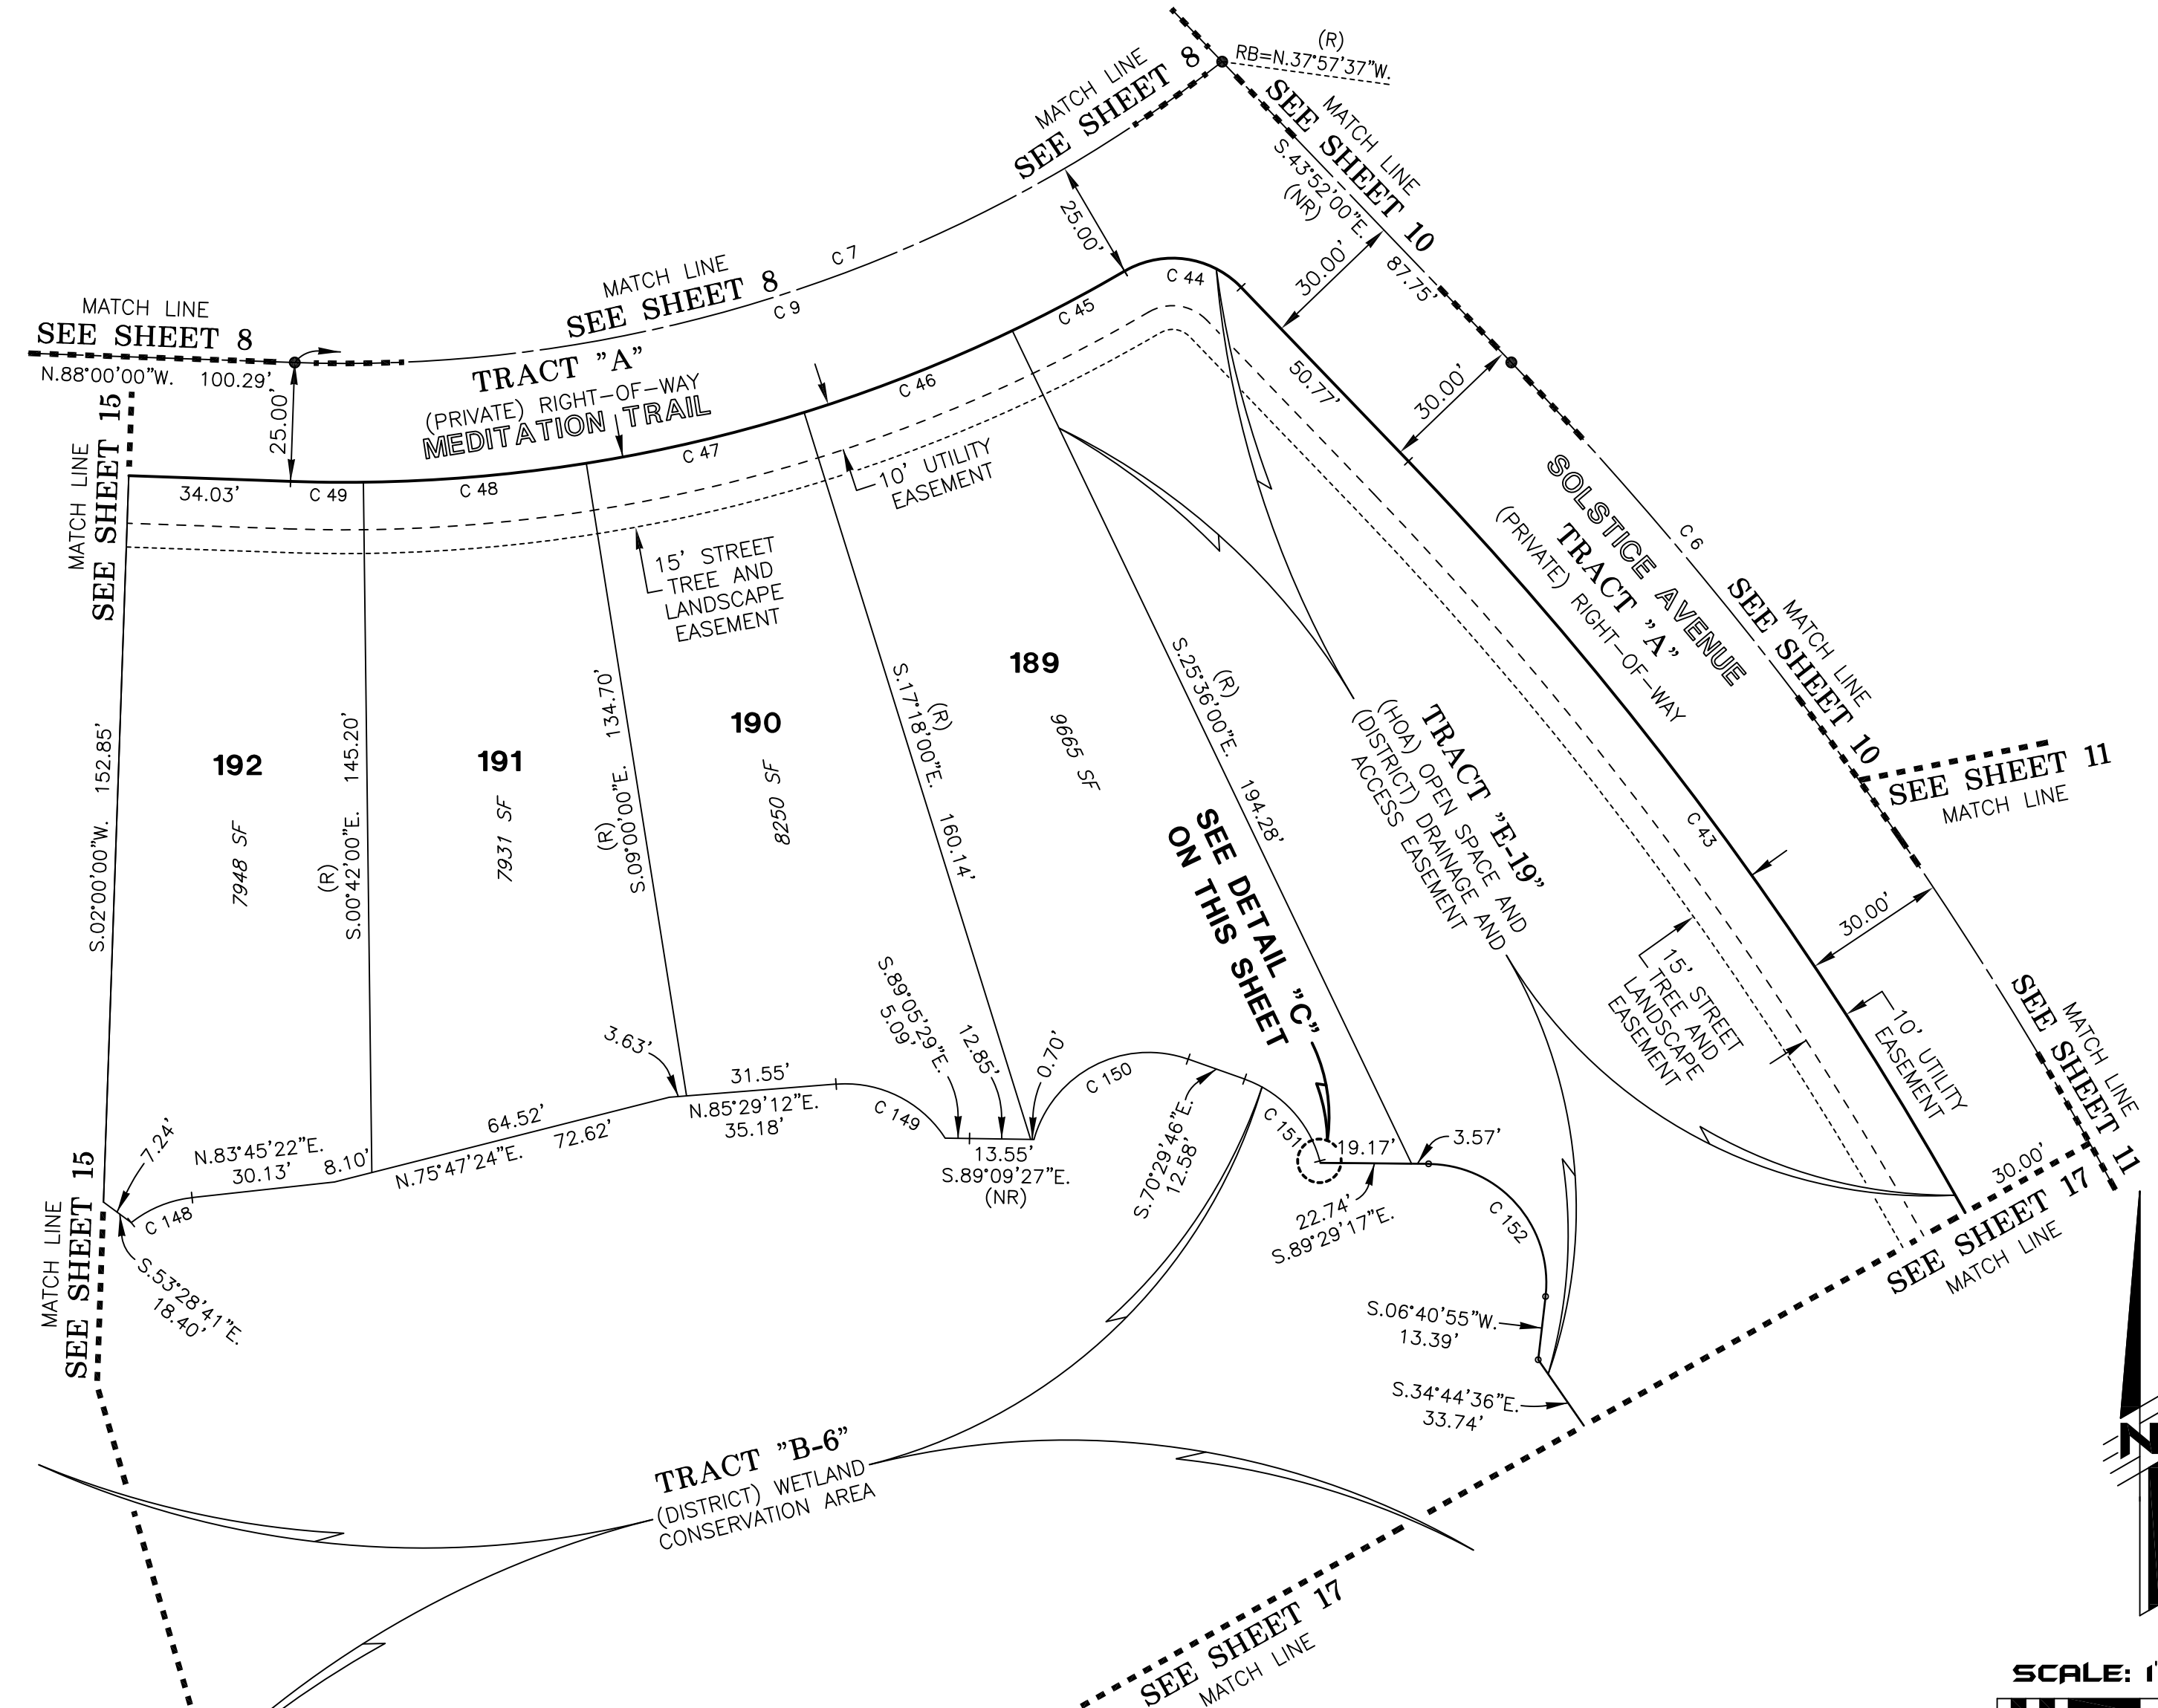 (R)
RB=N.37°57'37"W.
MATCH LINE
SEE SHEET 8
MATCH LINE
SEE SHEET 10
S.43°52'00"E.
(NR)
87.75'
25.00'
30.00'
C 7
MATCH LINE
SEE SHEET 8
C 9
MATCH LINE
SEE SHEET 8
N.88°00'00"W. 100.29'
25.00'
TRACT "A"
(PRIVATE) RIGHT-OF-WAY
MEDITATION TRAIL
C 44
C 45
C 46
C 47
C 48
C 49
34.03'
50.77'
30.00'
MATCH LINE
SEE SHEET 15
10' UTILITY
EASEMENT
15' STREET
TREE AND
LANDSCAPE
EASEMENT
SOLSTICE AVENUE
TRACT "A"
(PRIVATE) RIGHT-OF-WAY
C 6
MATCH LINE
SEE SHEET 10
SEE SHEET 11
MATCH LINE
C 43
30.00'
S.02°00'00"W. 152.85'
192
7948 SF
(R)
S.00°42'00"E. 145.20'
191
7931 SF
(R)
S.09°00'00"E. 134.70'
190
8250 SF
(R)
S.17°18'00"E. 160.14'
189
9665 SF
(R)
S.25°36'00"E. 194.28'
TRACT "E-19"
(HOA) OPEN SPACE AND
(DISTRICT) DRAINAGE AND
ACCESS EASEMENT
SEE DETAIL "C"
ON THIS SHEET
15' STREET
TREE AND
LANDSCAPE
EASEMENT
10' UTILITY
EASEMENT
MATCH LINE
SEE SHEET 11
30.00'
SEE SHEET 17
MATCH LINE
7.24'
C 148
N.83°45'22"E.
30.13'
8.10'
64.52'
N.75°47'24"E. 72.62'
3.63'
31.55'
N.85°29'12"E.
35.18'
C 149
S.89°05'29"E.
5.09'
12.85'
0.70'
13.55'
S.89°09'27"E.
(NR)
C 150
S.70°29'46"E.
12.58'
C 151
19.17'
3.57'
22.74'
S.89°29'17"E.
C 152
S.06°40'55"W.
13.39'
S.34°44'36"E.
33.74'
MATCH LINE
SEE SHEET 15
S.53°28'41"E.
18.40'
TRACT "B-6"
(DISTRICT) WETLAND
CONSERVATION AREA
SEE SHEET 17
MATCH LINE
N
SCALE: 1"